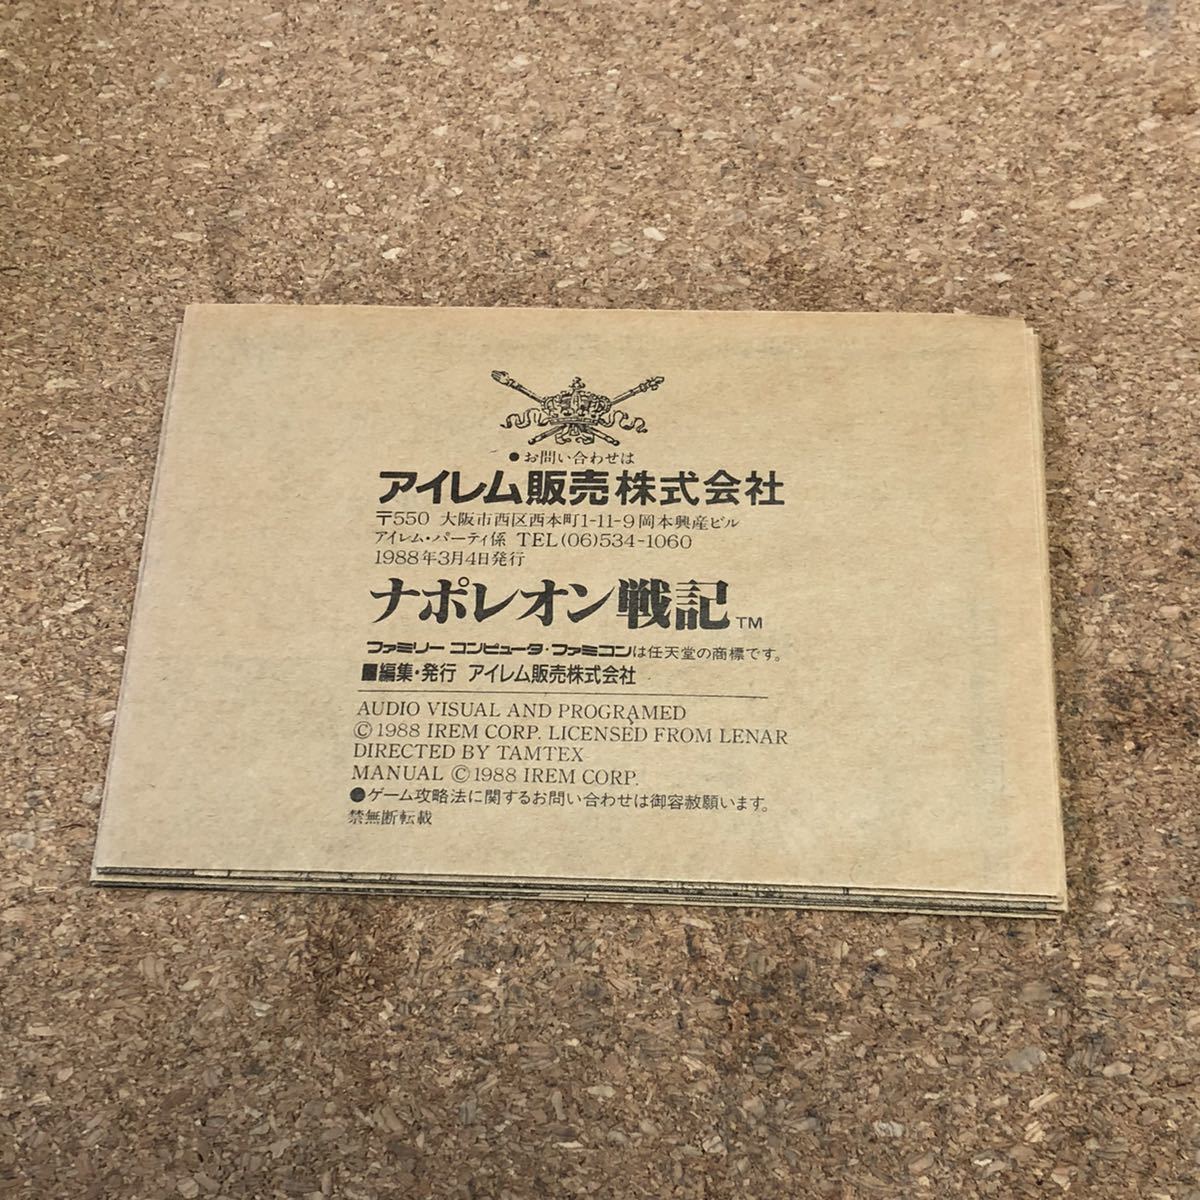 ●お問い合わせは
アイレム販売株式会社
〒550 大阪市西区西本町1-11-9岡本興産ビル
アイレム・パーティ係 TEL(06)534-1060
1988年3月4日発行
ナポレオン戦記™
ファミリーコンピュータ・ファミコンは任天堂の商標です。
■編集・発行 アイレム販売株式会社
AUDIO VISUAL AND PROGRAMED
©1988 IREM CORP. LICENSED FROM LENAR
DIRECTED BY TAMTEX
MANUAL ©1988 IREM CORP.
●ゲーム攻略法に関するお問い合わせは御容赦願います。
禁無断転載